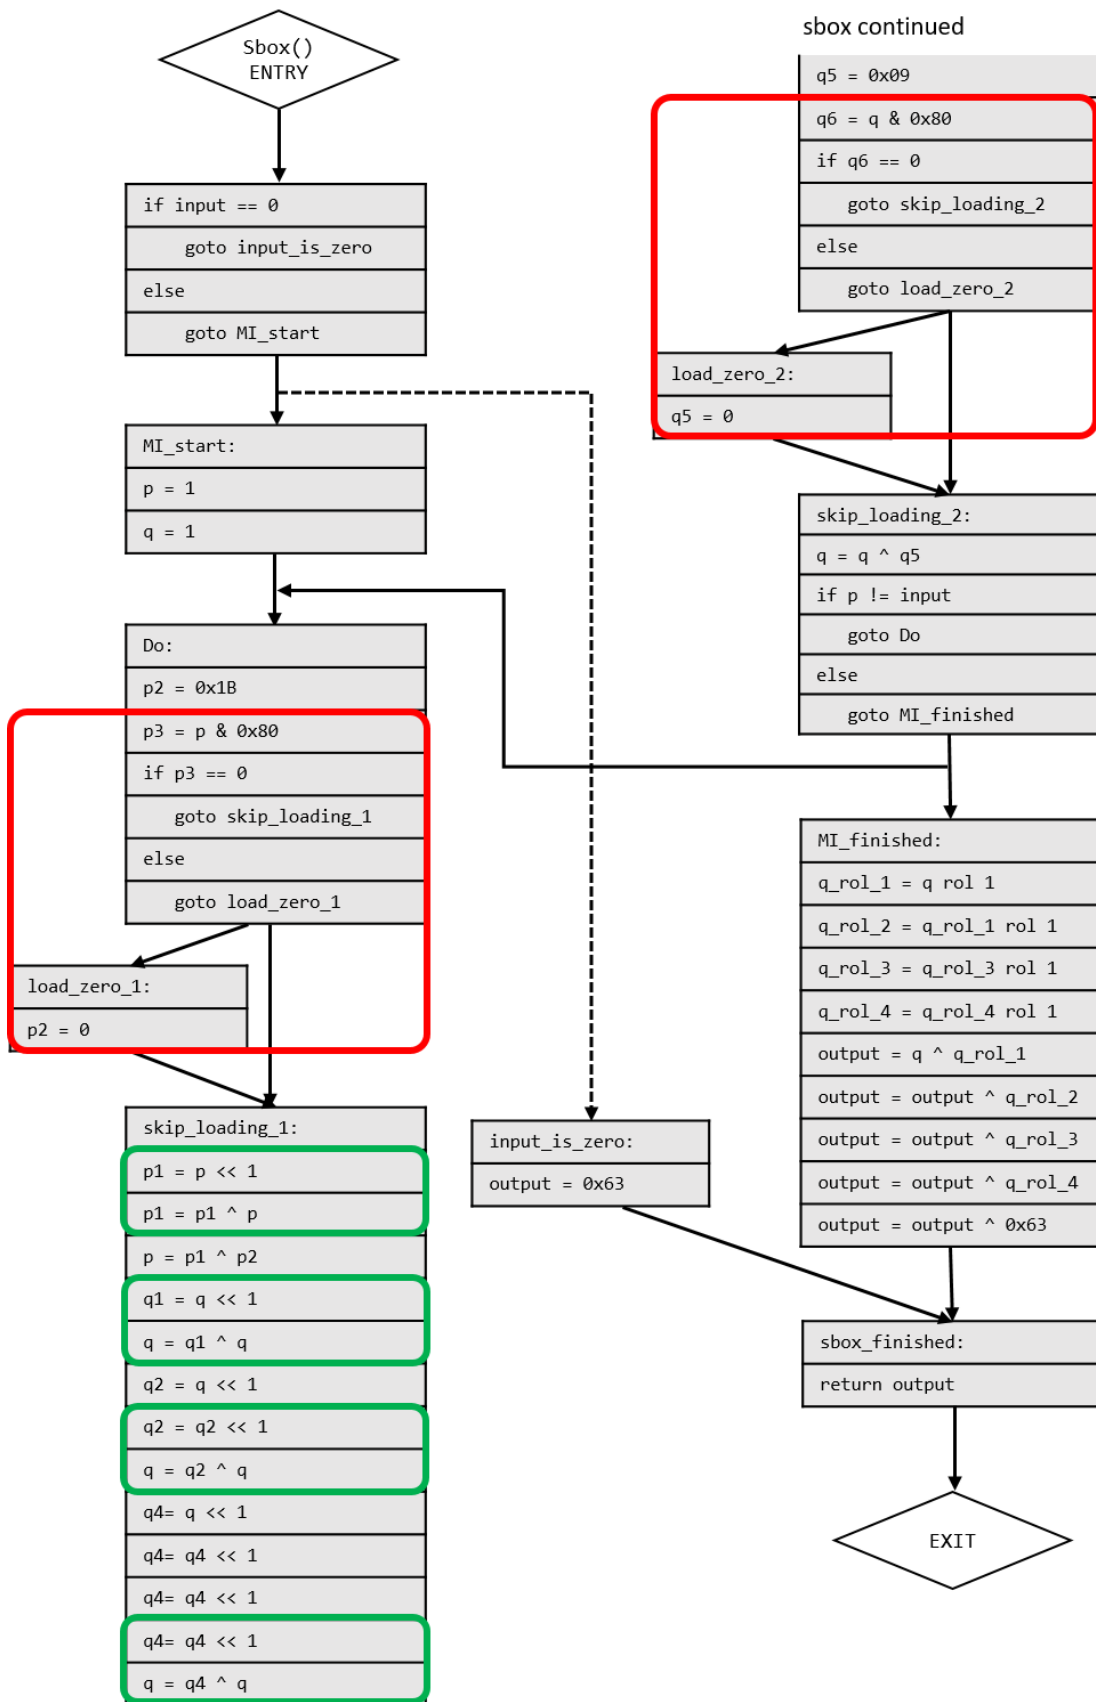 Sbox()
ENTRY
if input == 0
goto input_is_zero
else
goto MI_start
MI_start:
p = 1
q = 1
Do:
p2 = 0x1B
p3 = p & 0x80
if p3 == 0
goto skip_loading_1
else
goto load_zero_1
load_zero_1:
p2 = 0
skip_loading_1:
p1 = p << 1
p1 = p1 ^ p
p = p1 ^ p2
q1 = q << 1
q = q1 ^ q
q2 = q << 1
q2 = q2 << 1
q = q2 ^ q
q4= q << 1
q4= q4 << 1
q4= q4 << 1
q4= q4 << 1
q = q4 ^ q
input_is_zero:
output = 0x63
sbox continued
q5 = 0x09
q6 = q & 0x80
if q6 == 0
goto skip_loading_2
else
goto load_zero_2
load_zero_2:
q5 = 0
skip_loading_2:
q = q ^ q5
if p != input
goto Do
else
goto MI_finished
MI_finished:
q_rol_1 = q rol 1
q_rol_2 = q_rol_1 rol 1
q_rol_3 = q_rol_3 rol 1
q_rol_4 = q_rol_4 rol 1
output = q ^ q_rol_1
output = output ^ q_rol_2
output = output ^ q_rol_3
output = output ^ q_rol_4
output = output ^ 0x63
sbox_finished:
return output
EXIT